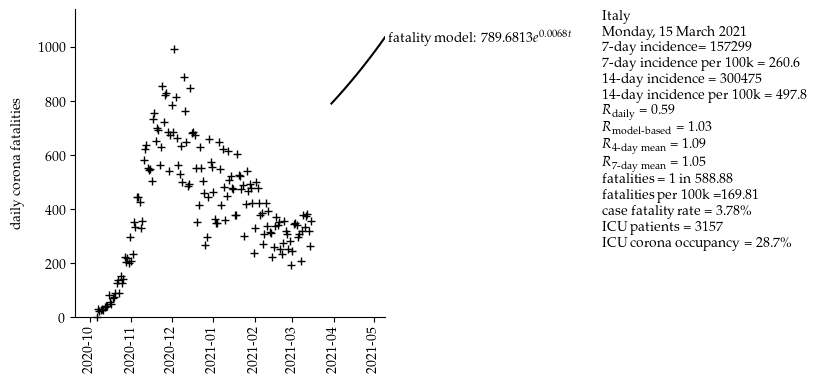 daily corona fatalities
1000
800
600
400
200
0
2020-10
2020-11
2020-12
2021-01
2021-02
2021-03
2021-04
2021-05
fatality model: 789.6813e^0.0068t
Italy
Monday, 15 March 2021
7-day incidence= 157299
7-day incidence per 100k = 260.6
14-day incidence = 300475
14-day incidence per 100k = 497.8
R_daily = 0.59
R_model-based = 1.03
R_4-day mean = 1.09
R_7-day mean = 1.05
fatalities = 1 in 588.88
fatalities per 100k =169.81
case fatality rate = 3.78%
ICU patients = 3157
ICU corona occupancy = 28.7%